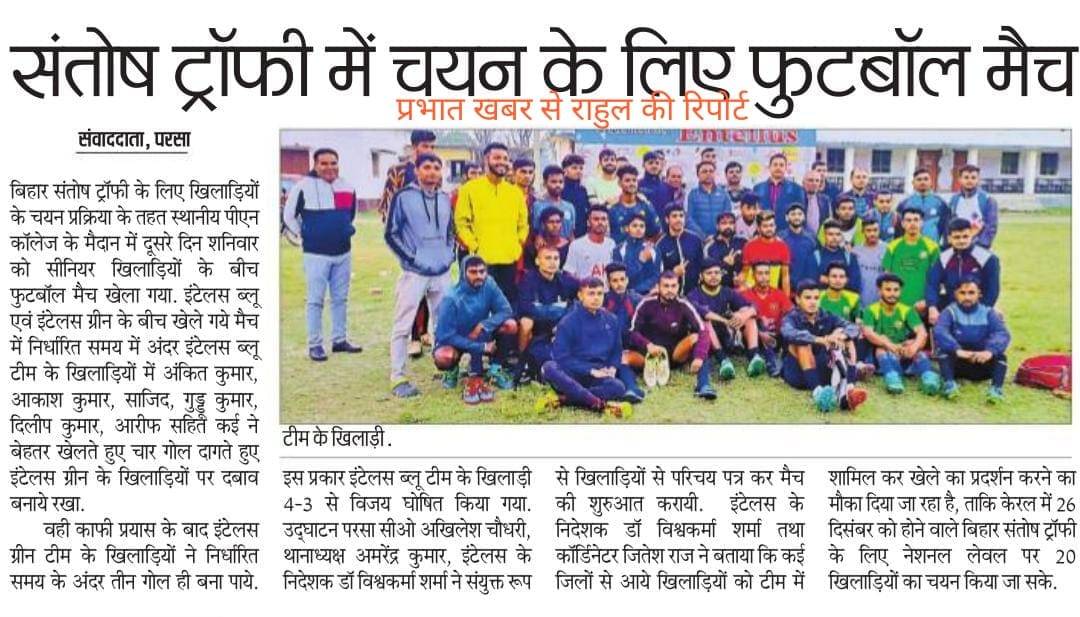 संतोष ट्रॉफी में चयन के लिए फुटबॉल मैच
प्रभात खबर से राहुल की रिपोर्ट
संवाददाता, परसा
बिहार संतोष ट्रॉफी के लिए खिलाड़ियों
के चयन प्रक्रिया के तहत स्थानीय पीएन
कॉलेज के मैदान में दूसरे दिन शनिवार
को सीनियर खिलाड़ियों के बीच
फुटबॉल मैच खेला गया. इंटेलस ब्लू
एवं इंटेलस ग्रीन के बीच खेले गये मैच
में निर्धारित समय में अंदर इंटेलस ब्लू
टीम के खिलाड़ियों में अंकित कुमार,
आकाश कुमार, साजिद, गुड्डू कुमार,
दिलीप कुमार, आरीफ सहित कई ने
बेहतर खेलते हुए चार गोल दागते हुए
इंटेलस ग्रीन के खिलाड़ियों पर दबाव
बनाये रखा.
वही काफी प्रयास के बाद इंटेलस
ग्रीन टीम के खिलाड़ियों ने निर्धारित
समय के अंदर तीन गोल ही बना पाये.
Entellus
टीम के खिलाड़ी .
इस प्रकार इंटेलस ब्लू टीम के खिलाड़ी
4-3 से विजय घोषित किया गया.
उद्घाटन परसा सीओ अखिलेश चौधरी,
थानाध्यक्ष अमरेंद्र कुमार, इंटेलस के
निदेशक डॉ विश्वकर्मा शर्मा ने संयुक्त रूप
से खिलाड़ियों से परिचय पत्र कर मैच
की शुरुआत करायी. इंटेलस के
निदेशक डॉ विश्वकर्मा शर्मा तथा
कॉर्डिनेटर जितेश राज ने बताया कि कई
जिलों से आये खिलाड़ियों को टीम में
शामिल कर खेले का प्रदर्शन करने का
मौका दिया जा रहा है, ताकि केरल में 26
दिसंबर को होने वाले बिहार संतोष ट्रॉफी
के लिए नेशनल लेवल पर 20
खिलाड़ियों का चयन किया जा सके.